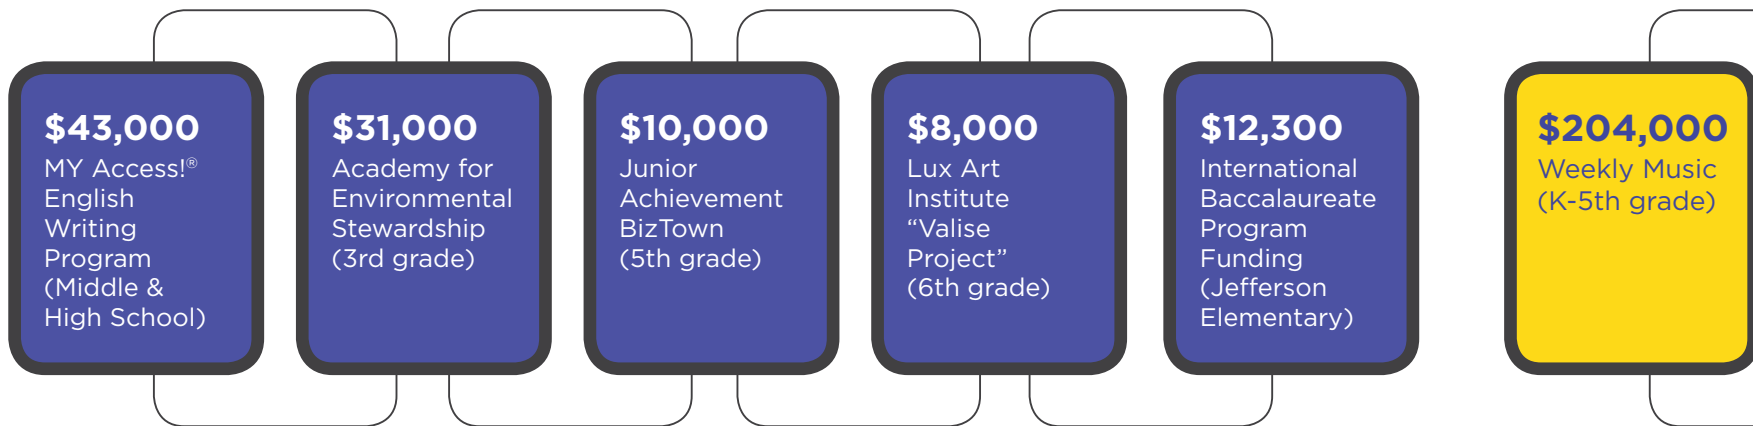 $43,000
MY Access!®
English
Writing
Program
(Middle &
High School)
$31,000
Academy for
Environmental
Stewardship
(3rd grade)
$10,000
Junior
Achievement
BizTown
(5th grade)
$8,000
Lux Art
Institute
“Valise
Project”
(6th grade)
$12,300
International
Baccalaureate
Program
Funding
(Jefferson
Elementary)
$204,000
Weekly Music
(K-5th grade)